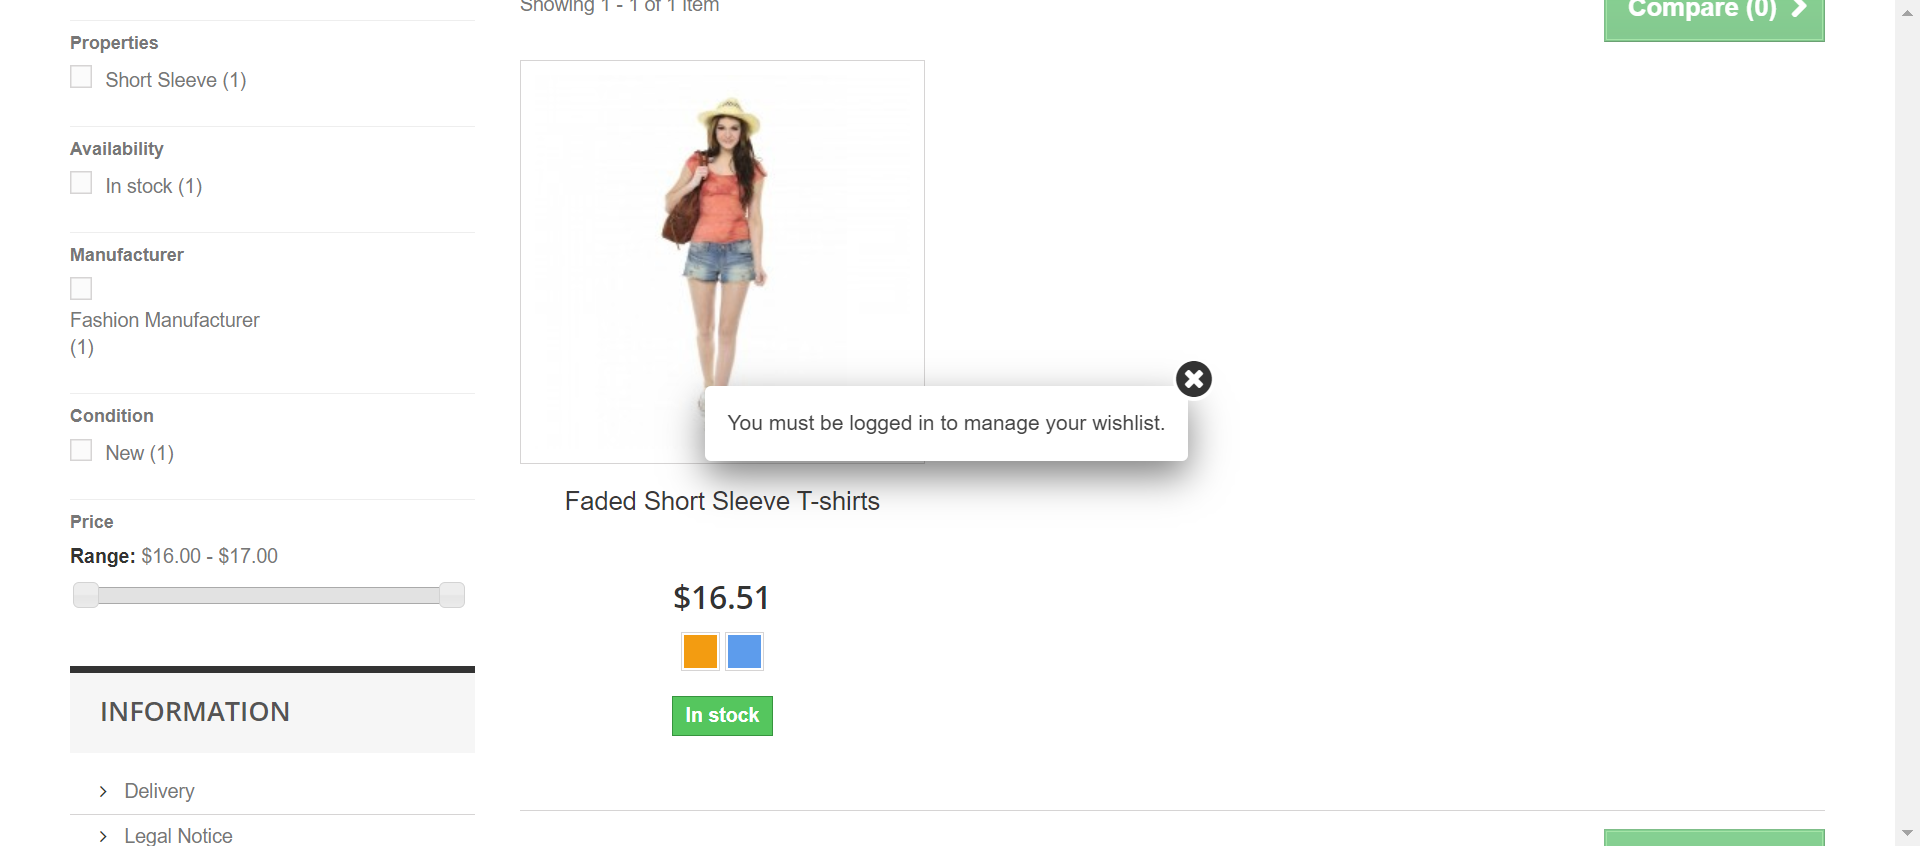 Showing 1 - 1 of 1 item
Compare (0)
Properties
Short Sleeve (1)
Availability
In stock (1)
Manufacturer
Fashion Manufacturer
(1)
Condition
New (1)
Price
Range: $16.00 - $17.00
INFORMATION
Delivery
Legal Notice
You must be logged in to manage your wishlist.
Faded Short Sleeve T-shirts
$16.51
In stock